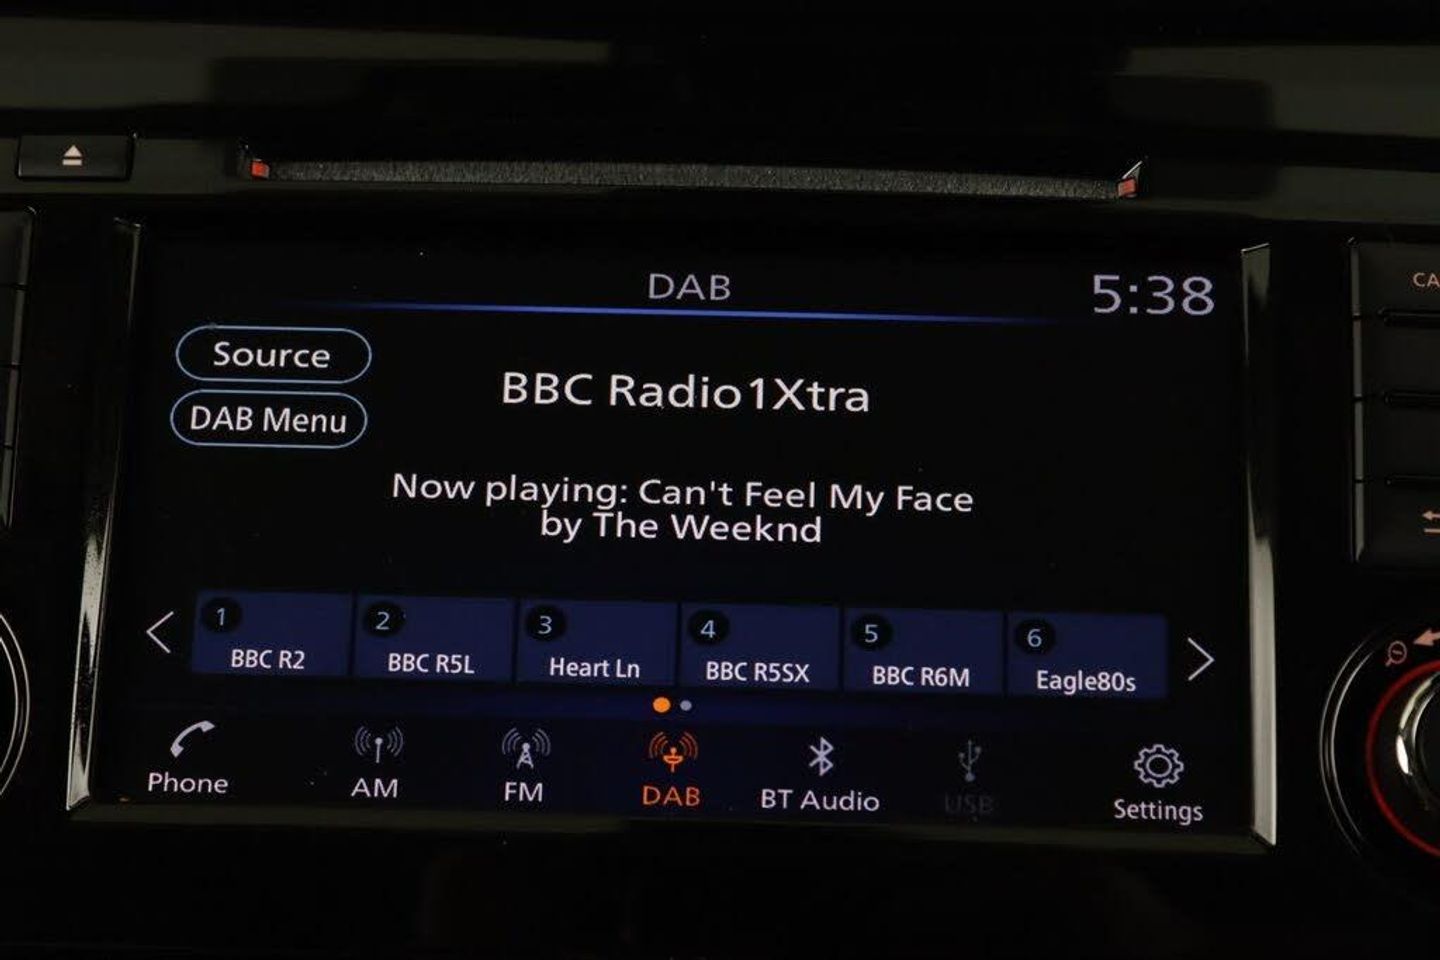 DAB
5:38
Source
DAB Menu
BBC Radio1Xtra
Now playing: Can't Feel My Face
by The Weeknd
1
BBC R2
2
BBC R5L
3
Heart Ln
4
BBC R5SX
5
BBC R6M
6
Eagle80s
Phone
AM
FM
DAB
BT Audio
USB
Settings
CA